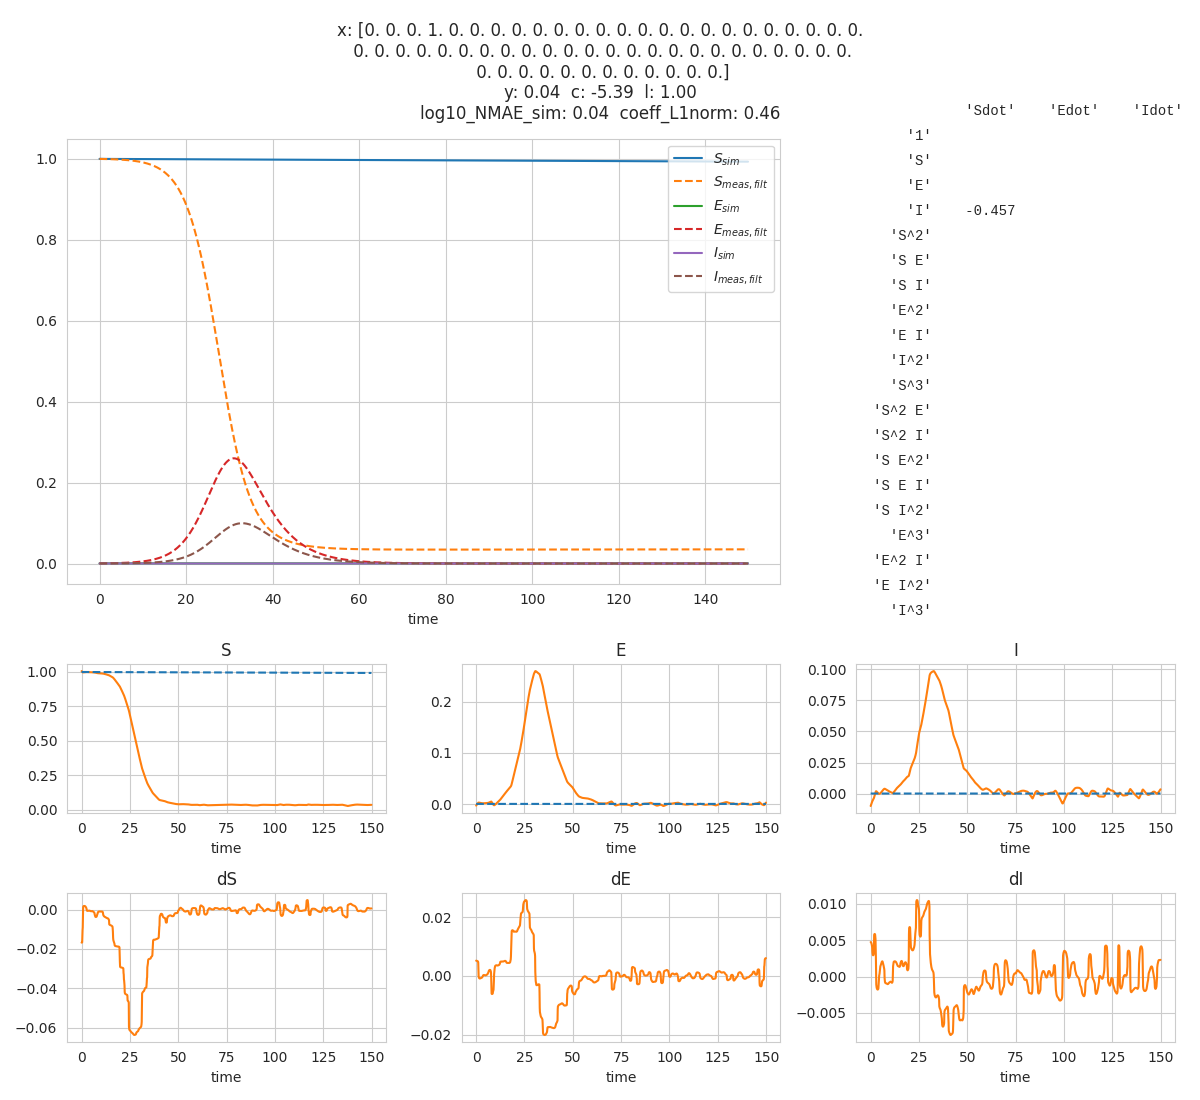 x: [0. 0. 0. 1. 0. 0. 0. 0. 0. 0. 0. 0. 0. 0. 0. 0. 0. 0. 0. 0. 0. 0. 0. 0.
0. 0. 0. 0. 0. 0. 0. 0. 0. 0. 0. 0. 0. 0. 0. 0. 0. 0. 0. 0. 0. 0. 0. 0.
0. 0. 0. 0. 0. 0. 0. 0. 0. 0. 0. 0.]
y: 0.04 c: -5.39 l: 1.00
log10_NMAE_sim: 0.04 coeff_L1norm: 0.46
1.0
0.8
0.6
0.4
0.2
0.0
0 20 40 60 80 100 120 140
time
S_sim
S_meas,filt
E_sim
E_meas,filt
I_sim
I_meas,filt
'Sdot' 'Edot' 'Idot'
'1'
'S'
'E'
'I' -0.457
'S^2'
'S E'
'S I'
'E^2'
'E I'
'I^2'
'S^3'
'S^2 E'
'S^2 I'
'S E^2'
'S E I'
'S I^2'
'E^3'
'E^2 I'
'E I^2'
'I^3'
S
1.00
0.75
0.50
0.25
0.00
0 25 50 75 100 125 150
time
E
0.2
0.1
0.0
0 25 50 75 100 125 150
time
I
0.100
0.075
0.050
0.025
0.000
0 25 50 75 100 125 150
time
dS
0.00
−0.02
−0.04
−0.06
0 25 50 75 100 125 150
time
dE
0.02
0.00
−0.02
0 25 50 75 100 125 150
time
dI
0.010
0.005
0.000
−0.005
0 25 50 75 100 125 150
time